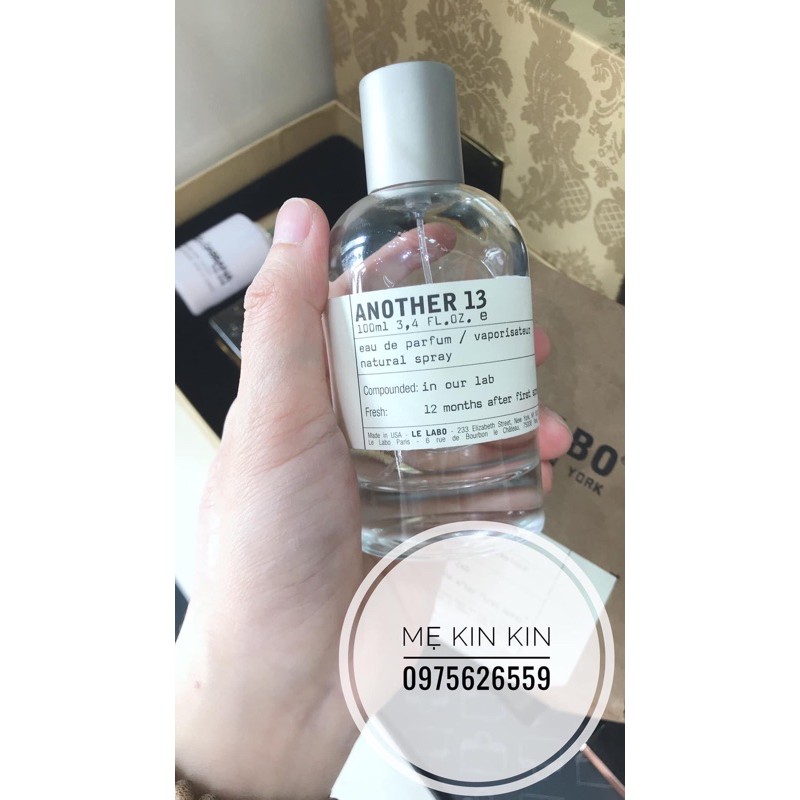 ANOTHER 13
100ml 3,4 FL.OZ. e
eau de parfum / vaporisateur
natural spray
Compounded: in our lab
Fresh: 12 months after first
Made in USA - LE LABO - 233 Elizabeth Street, New York,
Le Labo Paris - 6 rue de Bourbon le Château,
BO
YORK
MẸ KIN KIN
0975626559